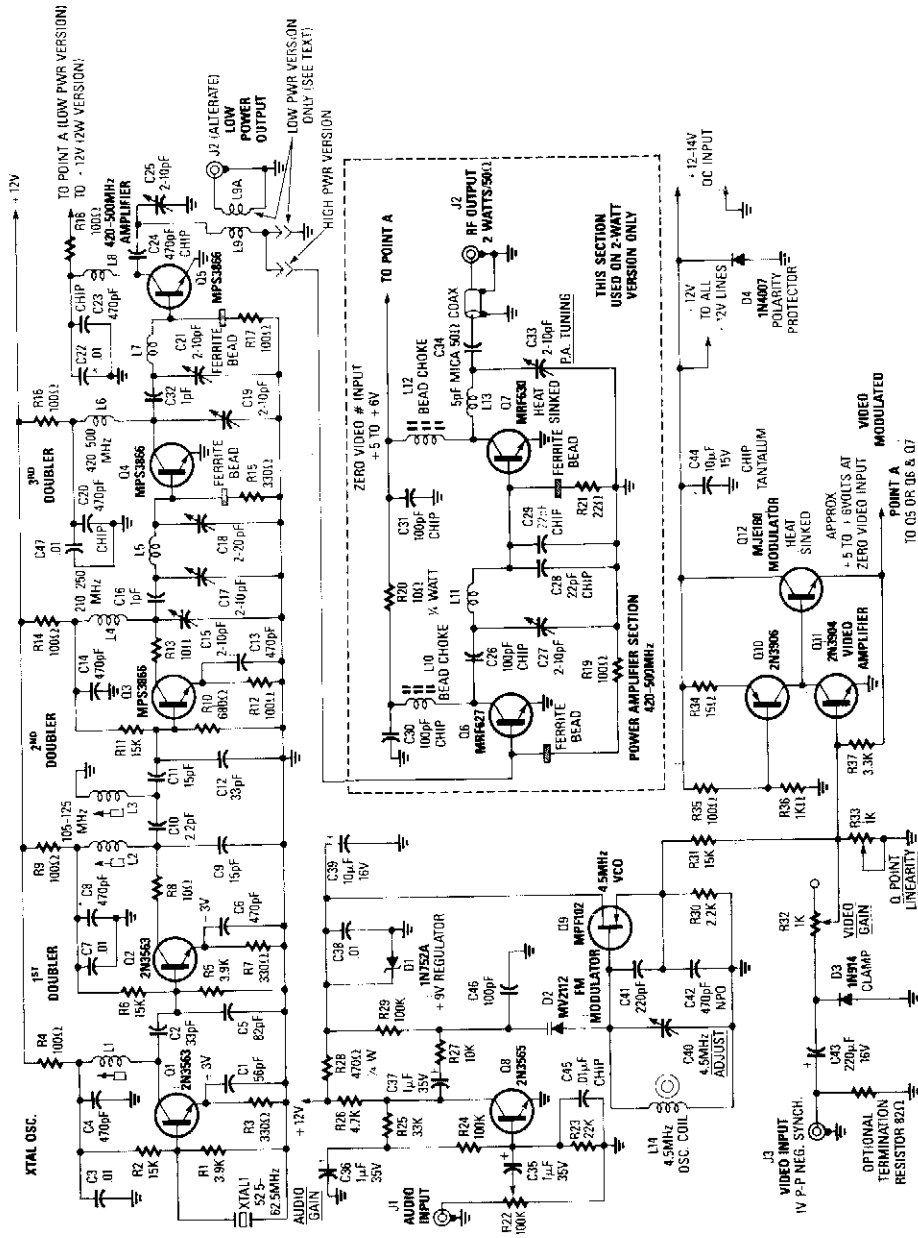 XTAL OSC.
C3
.01
C4
470pF
R2
15K
R1
3.9K
XTAL1
52.5-
62.5MHz
R4
100Ω
L1
Q1
2N3563
3V
C1
56pF
R3
330Ω
C2
33pF
C5
82pF
1ST
DOUBLER
R6
15K
R5
3.9K
C7
.01
C8
470pF
Q2
2N3563
3V
C6
470pF
R7
330Ω
R9
100Ω
L2
R8
10Ω
C9
15pF
105-125
MHz
L3
C10
2.2pF
C11
15pF
C12
33pF
2ND
DOUBLER
R11
15K
R10
680Ω
R12
100Ω
C14
470pF
Q3
MPS3866
R13
10Ω
C15
2-10pF
C13
470pF
R14
100Ω
L4
210 250
MHz
C16
1pF
C17
2-10pF
L5
C18
2-20pF
C47
.01
C20
470pF
CHIP
3RD
DOUBLER
Q4
MPS3866
FERRITE
BEAD
R15
330Ω
R16
100Ω
L6
420 500
MHz
C32
1pF
C19
2-10pF
C21
2-10pF
L7
FERRITE
BEAD
R17
100Ω
C22
.01
C23
470pF
CHIP
L8
Q5
MPS3866
C24
470pF
CHIP
C25
2-10pF
420-500MHz
AMPLIFIER
R18
100Ω
+12V
TO POINT A (LOW PWR VERSION)
TO - 12V (2W VERSION)
L9
L9A
J2 (ALTERATE)
LOW
POWER
OUTPUT
LOW PWR VERSION
ONLY (SEE TEXT)
HIGH PWR VERSION
AUDIO
GAIN
J1
AUDIO
INPUT
R22
100K
C36
1µF
35V
C35
1µF
35V
+12V
R26
4.7K
R25
33K
R24
100K
R23
22K
C45
.01µF
CHIP
Q8
2N3565
R28
470Ω
¼ W
C37
1µF
35V
R29
100K
R27
10K
C38
.01
D1
1N752A
+9V REGULATOR
C39
10µF
16V
C46
100pF
D2
MV2112
FM
MODULATOR
L14
4.5MHz
OSC. COIL
C40
4.5MHz
ADJUST
C41
220pF
C42
470pF
NPO
Q9
MPF102
4.5MHz
VCO
R30
2.2K
R31
15K
ZERO VIDEO # INPUT
+5 TO +6V
TO POINT A
C30
100pF
CHIP
L10
BEAD CHOKE
R20
10Ω
¼ WATT
C31
100pF
CHIP
L12
BEAD CHOKE
Q6
MRF627
FERRITE
BEAD
C26
100pF
CHIP
C27
2-10pF
R19
100Ω
L11
C28
22pF
CHIP
C29
22pF
CHIP
FERRITE
BEAD
R21
22Ω
Q7
MRF630
HEAT
SINKED
L13
C34
5pF MICA
50Ω
COAX
C33
2-10pF
P.A. TUNING
J2
RF OUTPUT
2 WATTS/50Ω
POWER AMPLIFIER SECTION
420-500MHz
THIS SECTION
USED ON 2-WATT
VERSION ONLY
J3
VIDEO INPUT
1V P-P NEG. SYNCH.
OPTIONAL
TERMINATION
RESISTOR 82Ω
C43
220µF
16V
D3
1N914
CLAMP
R32
1K
VIDEO
GAIN
R33
1K
Q POINT
LINEARITY
R35
100Ω
R36
1KΩ
R34
15Ω
R37
3.3K
Q10
2N3906
Q11
2N3904
VIDEO
AMPLIFIER
Q12
MJE180
MODULATOR
HEAT
SINKED
APPROX
+5 TO +6VOLTS AT
ZERO VIDEO INPUT
C44
10µF
15V
CHIP
TANTALUM
- 12V
TO ALL
- 12V LINES
D4
1N4007
POLARITY
PROTECTOR
+12-14V
DC INPUT
VIDEO
MODULATED
POINT A
TO Q5 OR Q6 & Q7